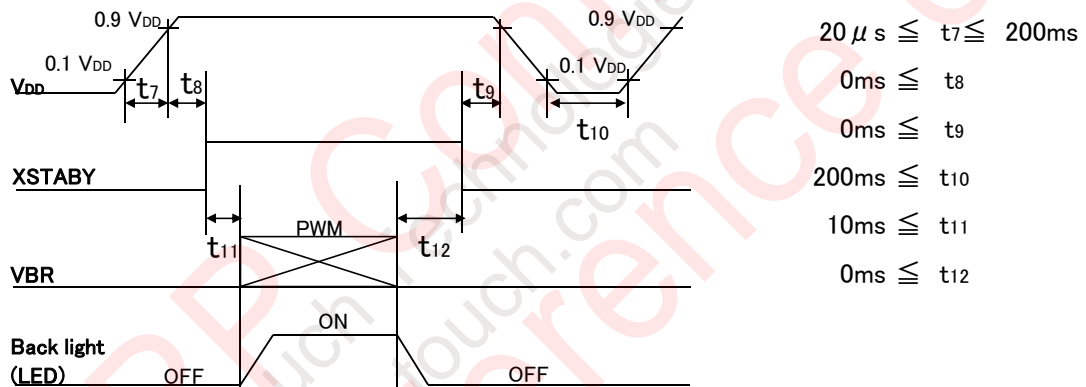 0.9 VDD 0.9 VDD 20μs ≦ t7≦ 200ms
0.1 VDD 0.1 VDD
VDD t7 t8 t9 0ms ≦ t8
t10 0ms ≦ t9
XSTABY 200ms ≦ t10
PWM 10ms ≦ t11
t11 t12
VBR 0ms ≦ t12
ON
Back light
(LED) OFF OFF